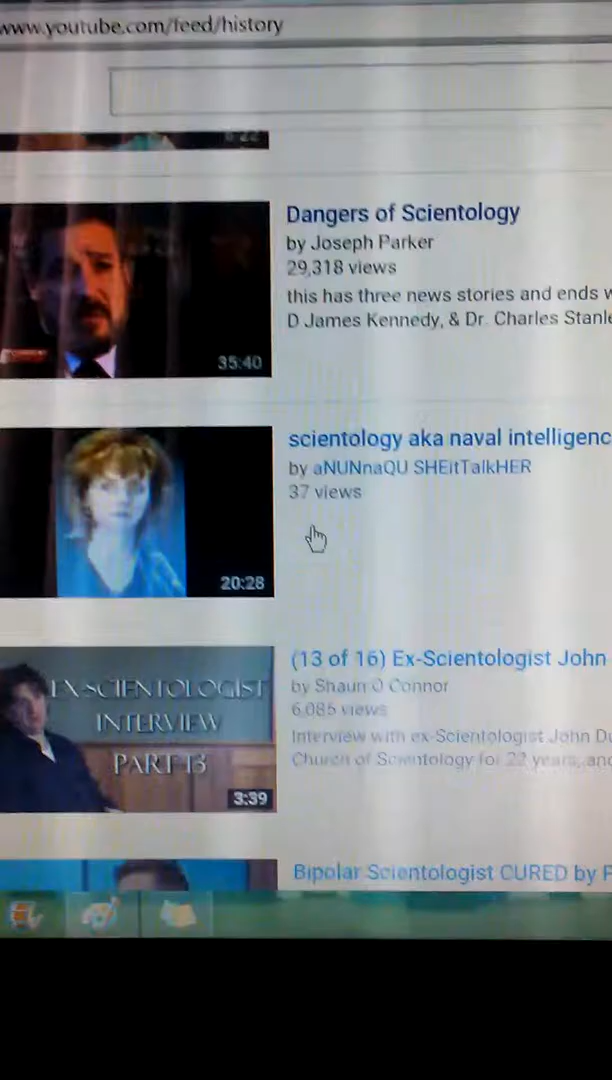 www.youtube.com/feed/history
6:22
Dangers of Scientology
by Joseph Parker
29,318 views
this has three news stories and ends w
D James Kennedy, & Dr. Charles Stanle
35:40
scientology aka naval intelligenc
by aNUNnaQU SHEitTalkHER
37 views
20:28
(13 of 16) Ex-Scientologist John
by Shaun O Connor
6,085 views
Interview with ex-Scientologist John Du
Church of Scientology for 22 years, and
EX-SCIENTOLOGIST
INTERVIEW
PART 13
3:39
Bipolar Scientologist CURED by P